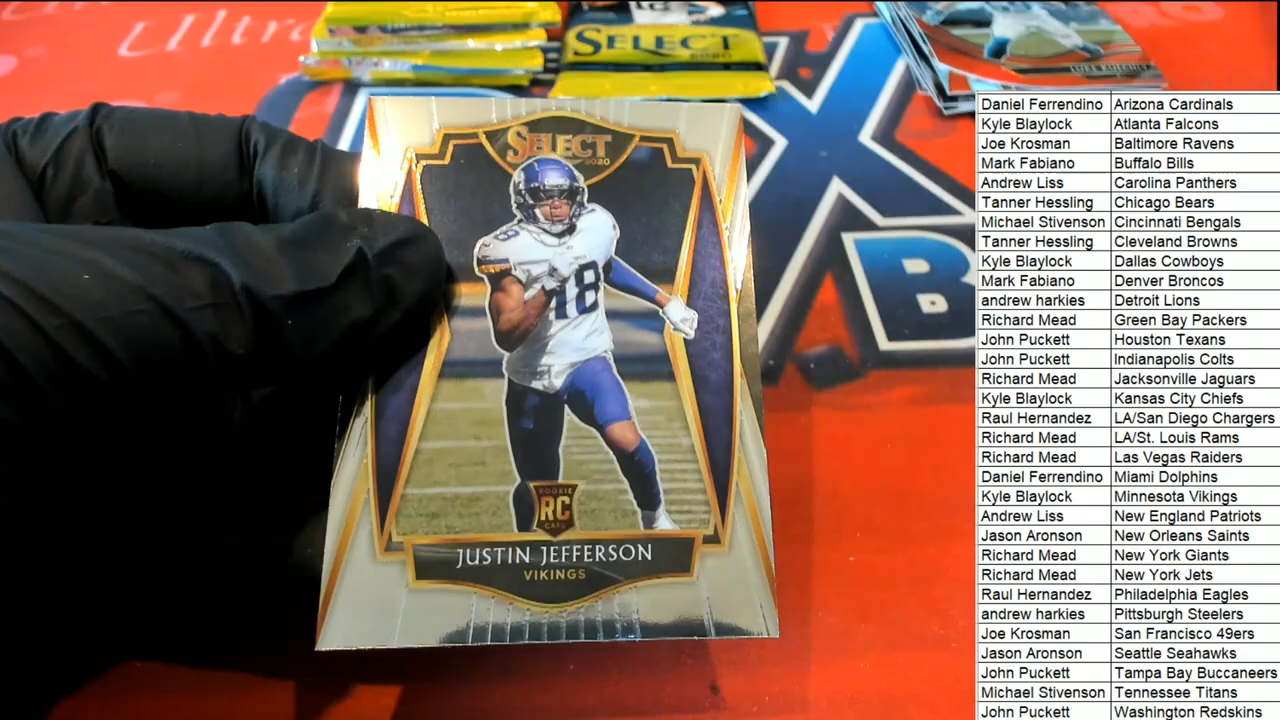 Ultra
SELECT
SELECT
2020
18
18
ROOKIE
RC
CARD
JUSTIN JEFFERSON
VIKINGS
X
B
Daniel Ferrendino Arizona Cardinals
Kyle Blaylock Atlanta Falcons
Joe Krosman Baltimore Ravens
Mark Fabiano Buffalo Bills
Andrew Liss Carolina Panthers
Tanner Hessling Chicago Bears
Michael Stivenson Cincinnati Bengals
Tanner Hessling Cleveland Browns
Kyle Blaylock Dallas Cowboys
Mark Fabiano Denver Broncos
andrew harkies Detroit Lions
Richard Mead Green Bay Packers
John Puckett Houston Texans
John Puckett Indianapolis Colts
Richard Mead Jacksonville Jaguars
Kyle Blaylock Kansas City Chiefs
Raul Hernandez LA/San Diego Chargers
Richard Mead LA/St. Louis Rams
Richard Mead Las Vegas Raiders
Daniel Ferrendino Miami Dolphins
Kyle Blaylock Minnesota Vikings
Andrew Liss New England Patriots
Jason Aronson New Orleans Saints
Richard Mead New York Giants
Richard Mead New York Jets
Raul Hernandez Philadelphia Eagles
andrew harkies Pittsburgh Steelers
Joe Krosman San Francisco 49ers
Jason Aronson Seattle Seahawks
John Puckett Tampa Bay Buccaneers
Michael Stivenson Tennessee Titans
John Puckett Washington Redskins